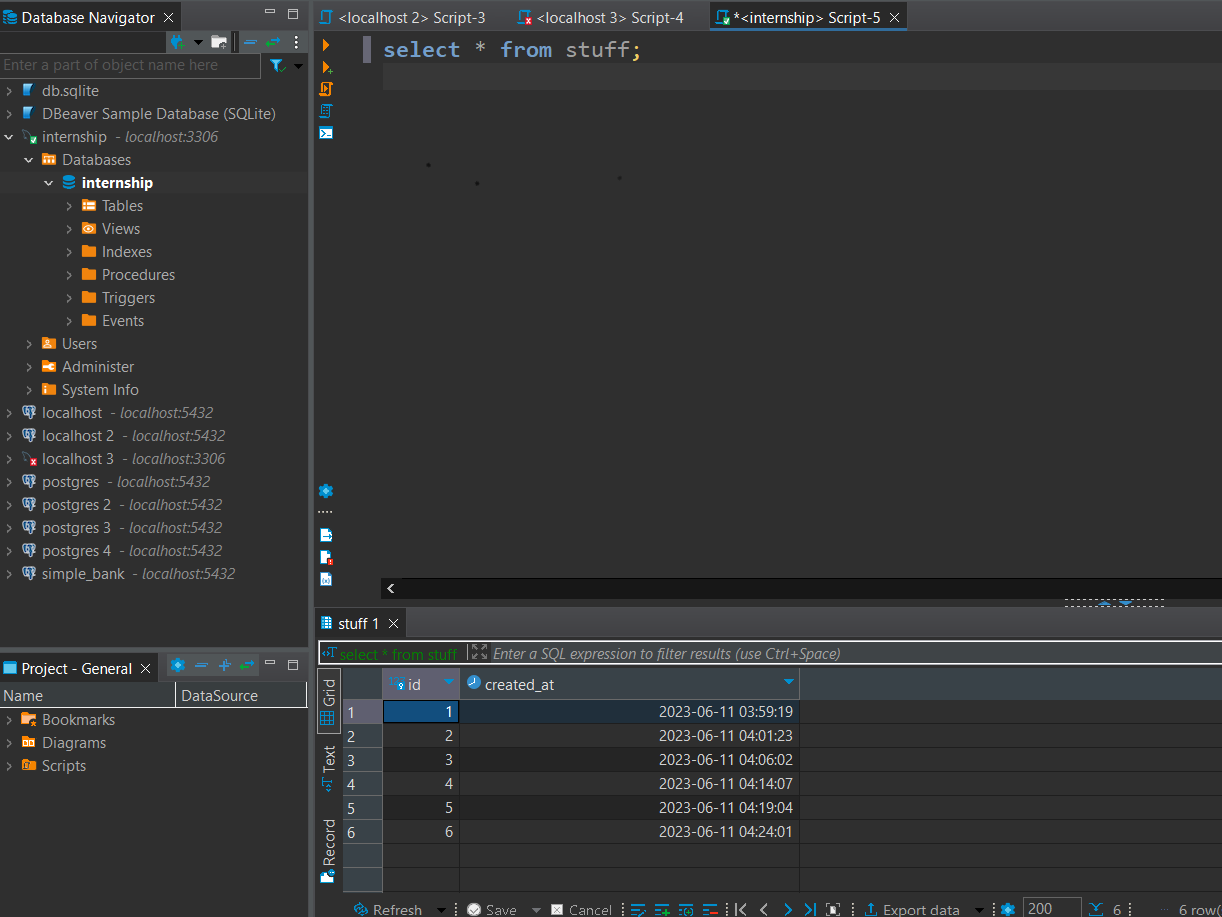 Database Navigator
<localhost 2> Script-3
<localhost 3> Script-4
*<internship> Script-5
Enter a part of object name here
select * from stuff;
db.sqlite
DBeaver Sample Database (SQLite)
internship - localhost:3306
Databases
internship
Tables
Views
Indexes
Procedures
Triggers
Events
Users
Administer
System Info
localhost - localhost:5432
localhost 2 - localhost:5432
localhost 3 - localhost:3306
postgres - localhost:5432
postgres 2 - localhost:5432
postgres 3 - localhost:5432
postgres 4 - localhost:5432
simple_bank - localhost:5432
Project - General
Name DataSource
Bookmarks
Diagrams
Scripts
stuff 1
select * from stuff Enter a SQL expression to filter results (use Ctrl+Space)
Grid
Text
Record
id created_at
1 1 2023-06-11 03:59:19
2 2 2023-06-11 04:01:23
3 3 2023-06-11 04:06:02
4 4 2023-06-11 04:14:07
5 5 2023-06-11 04:19:04
6 6 2023-06-11 04:24:01
Refresh Save Cancel Export data 200 6 6 row(